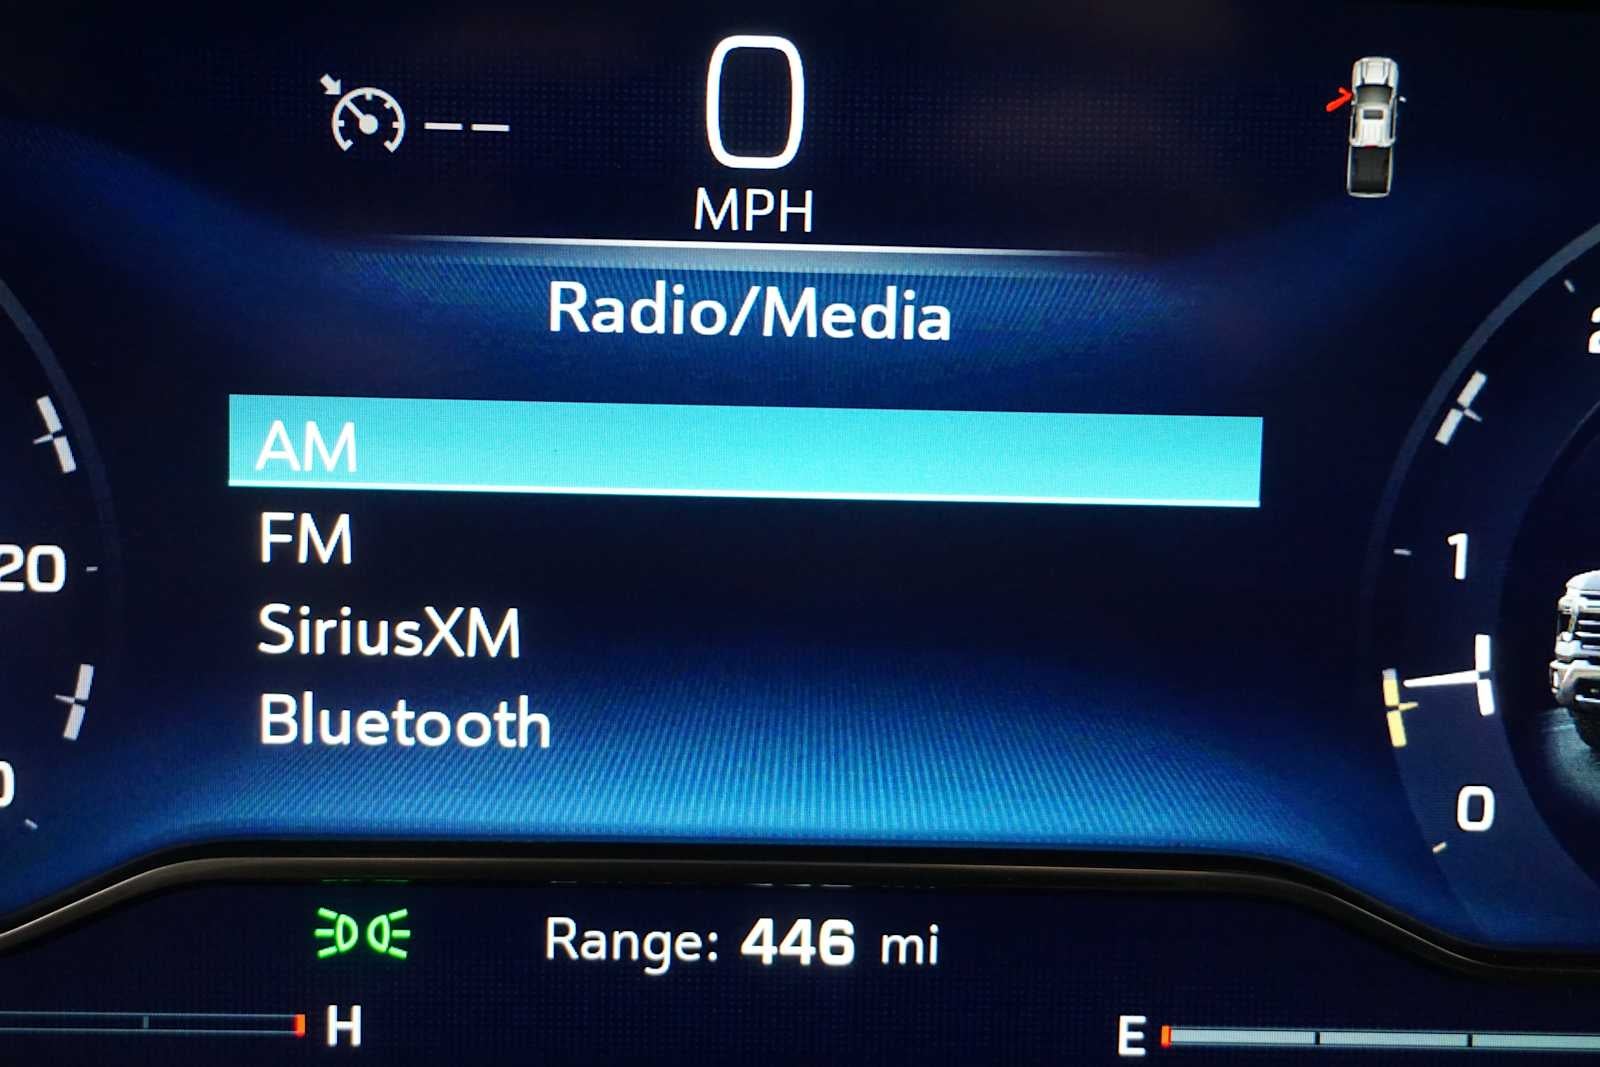 0
MPH
Radio/Media
AM
FM
SiriusXM
Bluetooth
20
1
0
Range: 446 mi
H
E